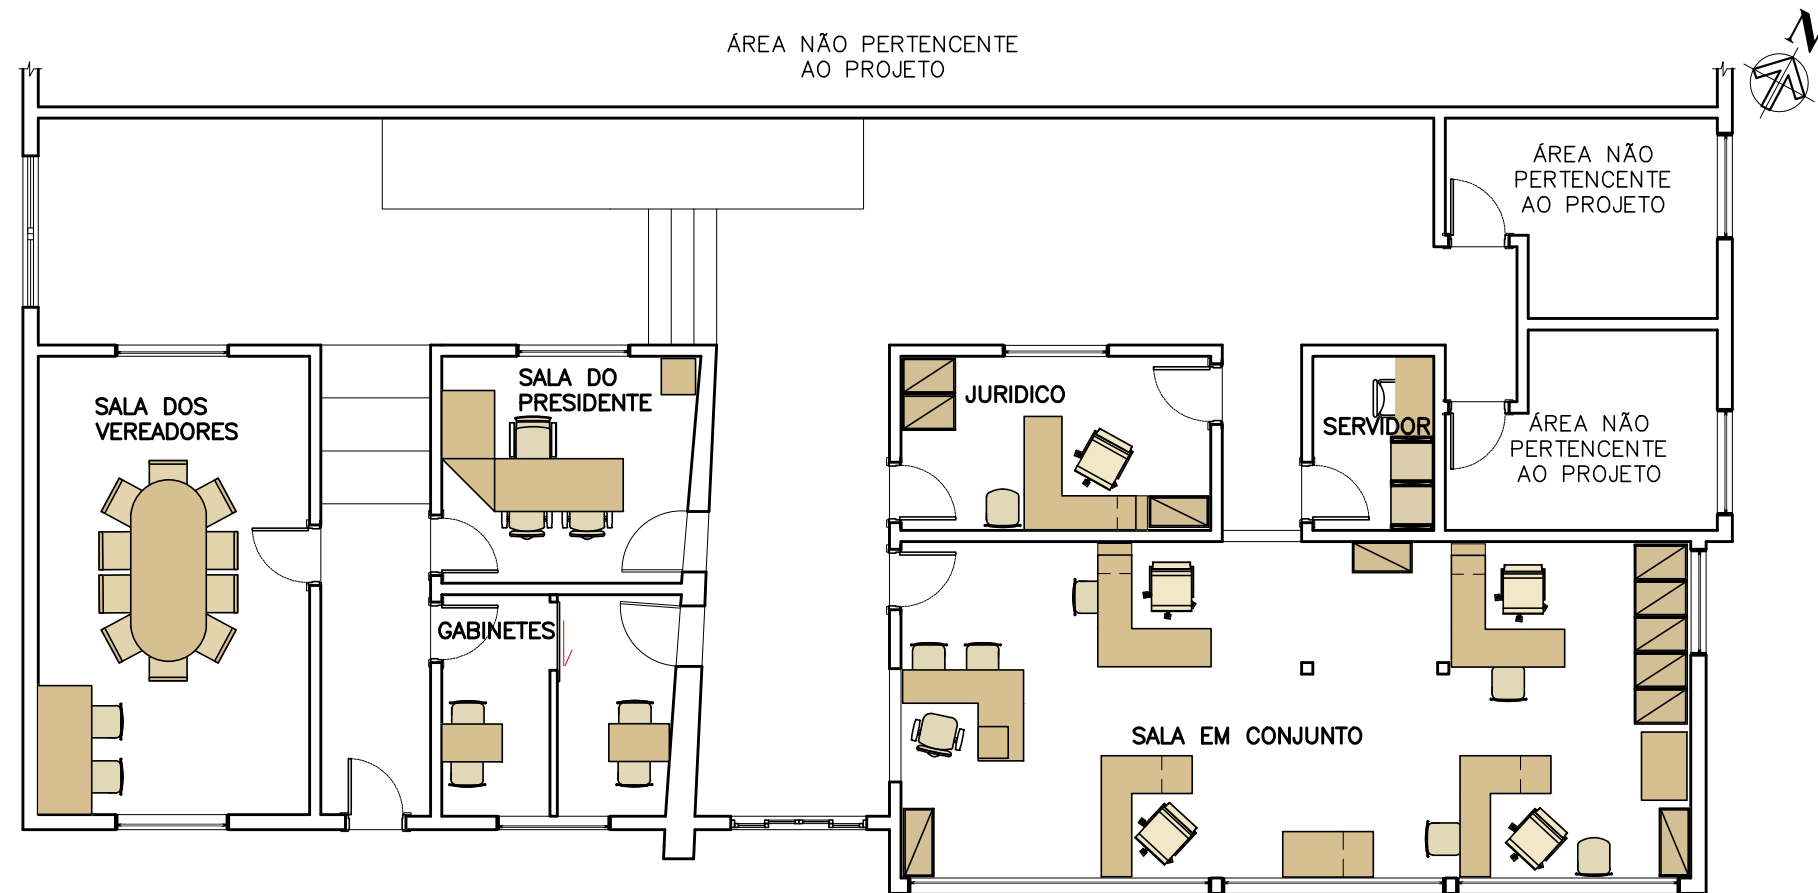 ÁREA NÃO PERTENCENTE
AO PROJETO
N
ÁREA NÃO
PERTENCENTE
AO PROJETO
SALA DOS
VEREADORES
SALA DO
PRESIDENTE
JURIDICO
SERVIDOR
ÁREA NÃO
PERTENCENTE
AO PROJETO
GABINETES
SALA EM CONJUNTO